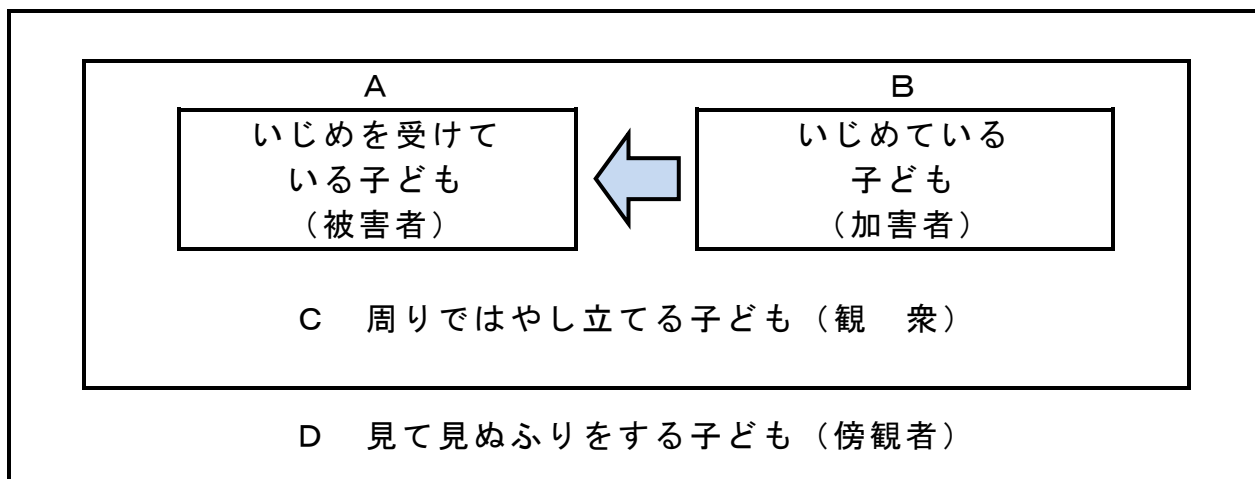 A
いじめを受けて
いる子ども
（被害者）
B
いじめている
子ども
（加害者）
C　周りではやし立てる子ども（観　衆）
D　見て見ぬふりをする子ども（傍観者）